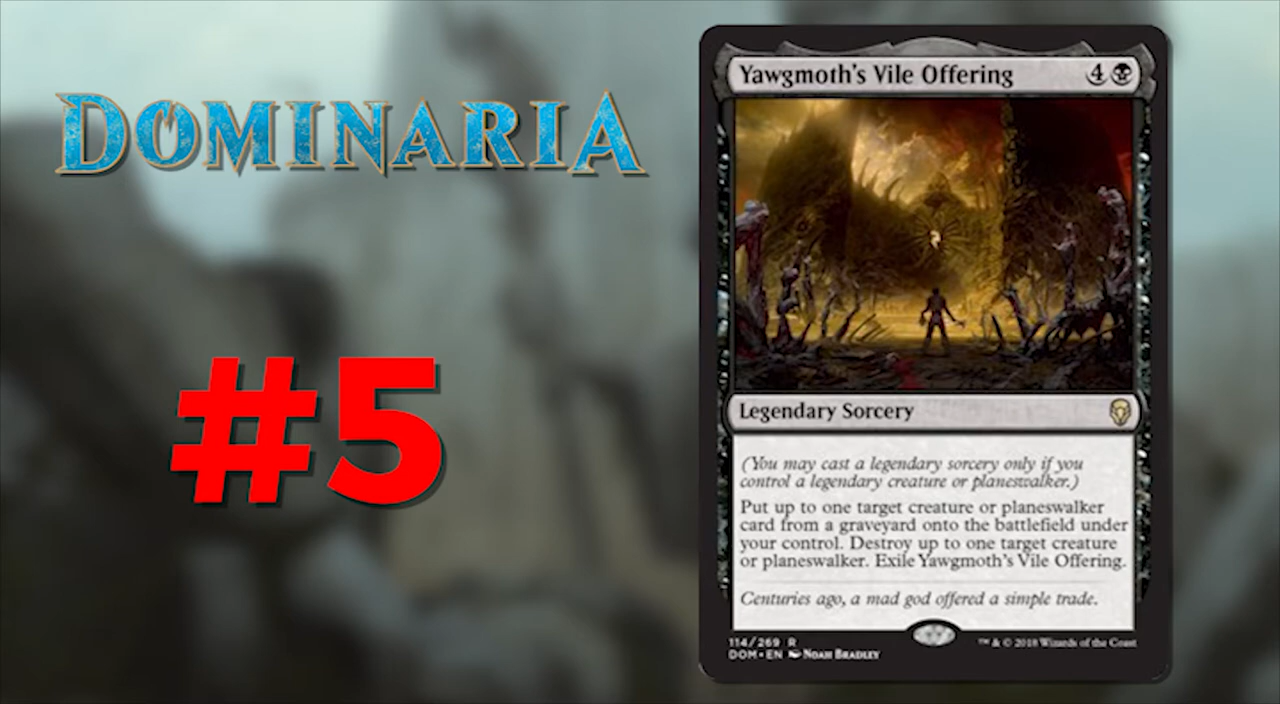 DOMINARIA
#5
Yawgmoth's Vile Offering 4
Legendary Sorcery
(You may cast a legendary sorcery only if you
control a legendary creature or planeswalker.)
Put up to one target creature or planeswalker
card from a graveyard onto the battlefield under
your control. Destroy up to one target creature
or planeswalker. Exile Yawgmoth's Vile Offering.
Centuries ago, a mad god offered a simple trade.
114/269 R
DOM • EN Noah Bradley
™ & © 2018 Wizards of the Coast